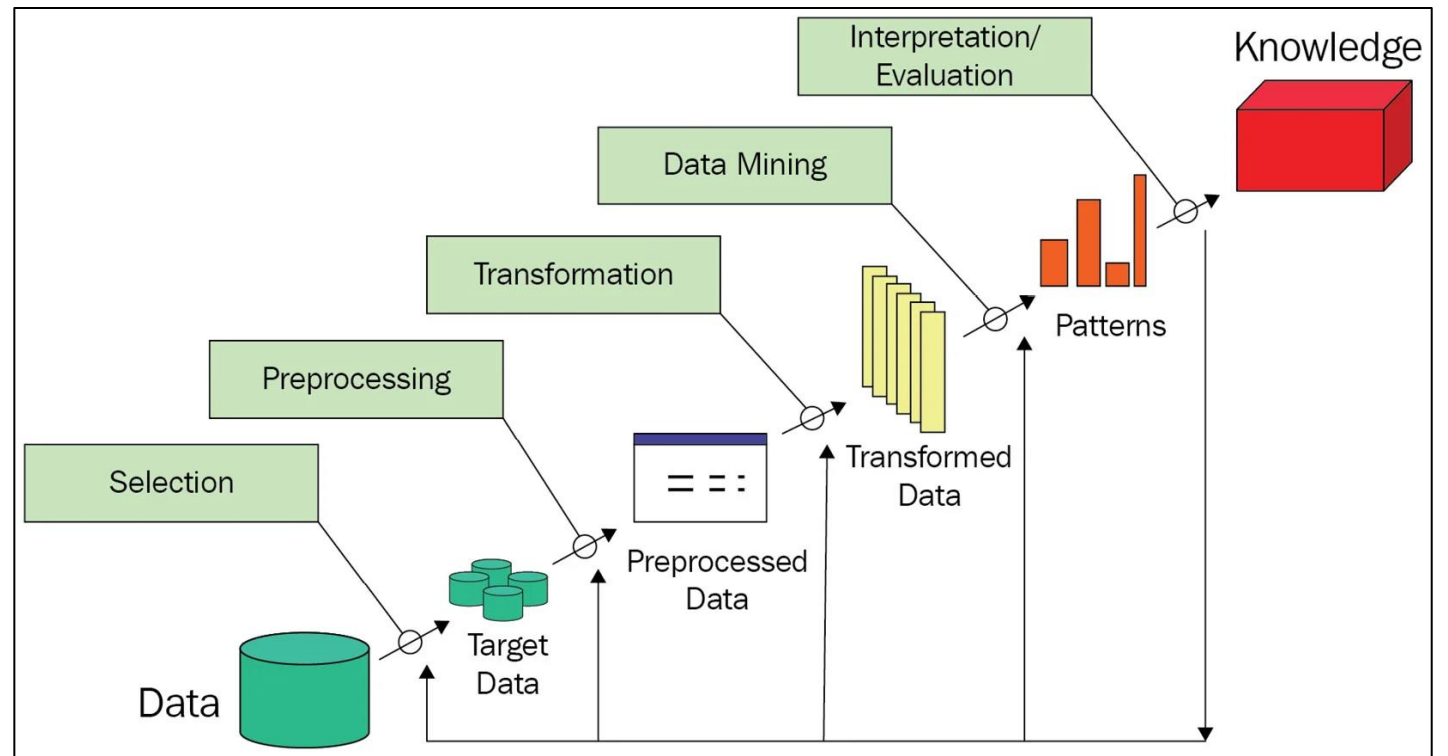 Interpretation/
Evaluation
Knowledge
Data Mining
Transformation
Patterns
Preprocessing
Transformed
Data
Selection
Preprocessed
Data
Target
Data
Data